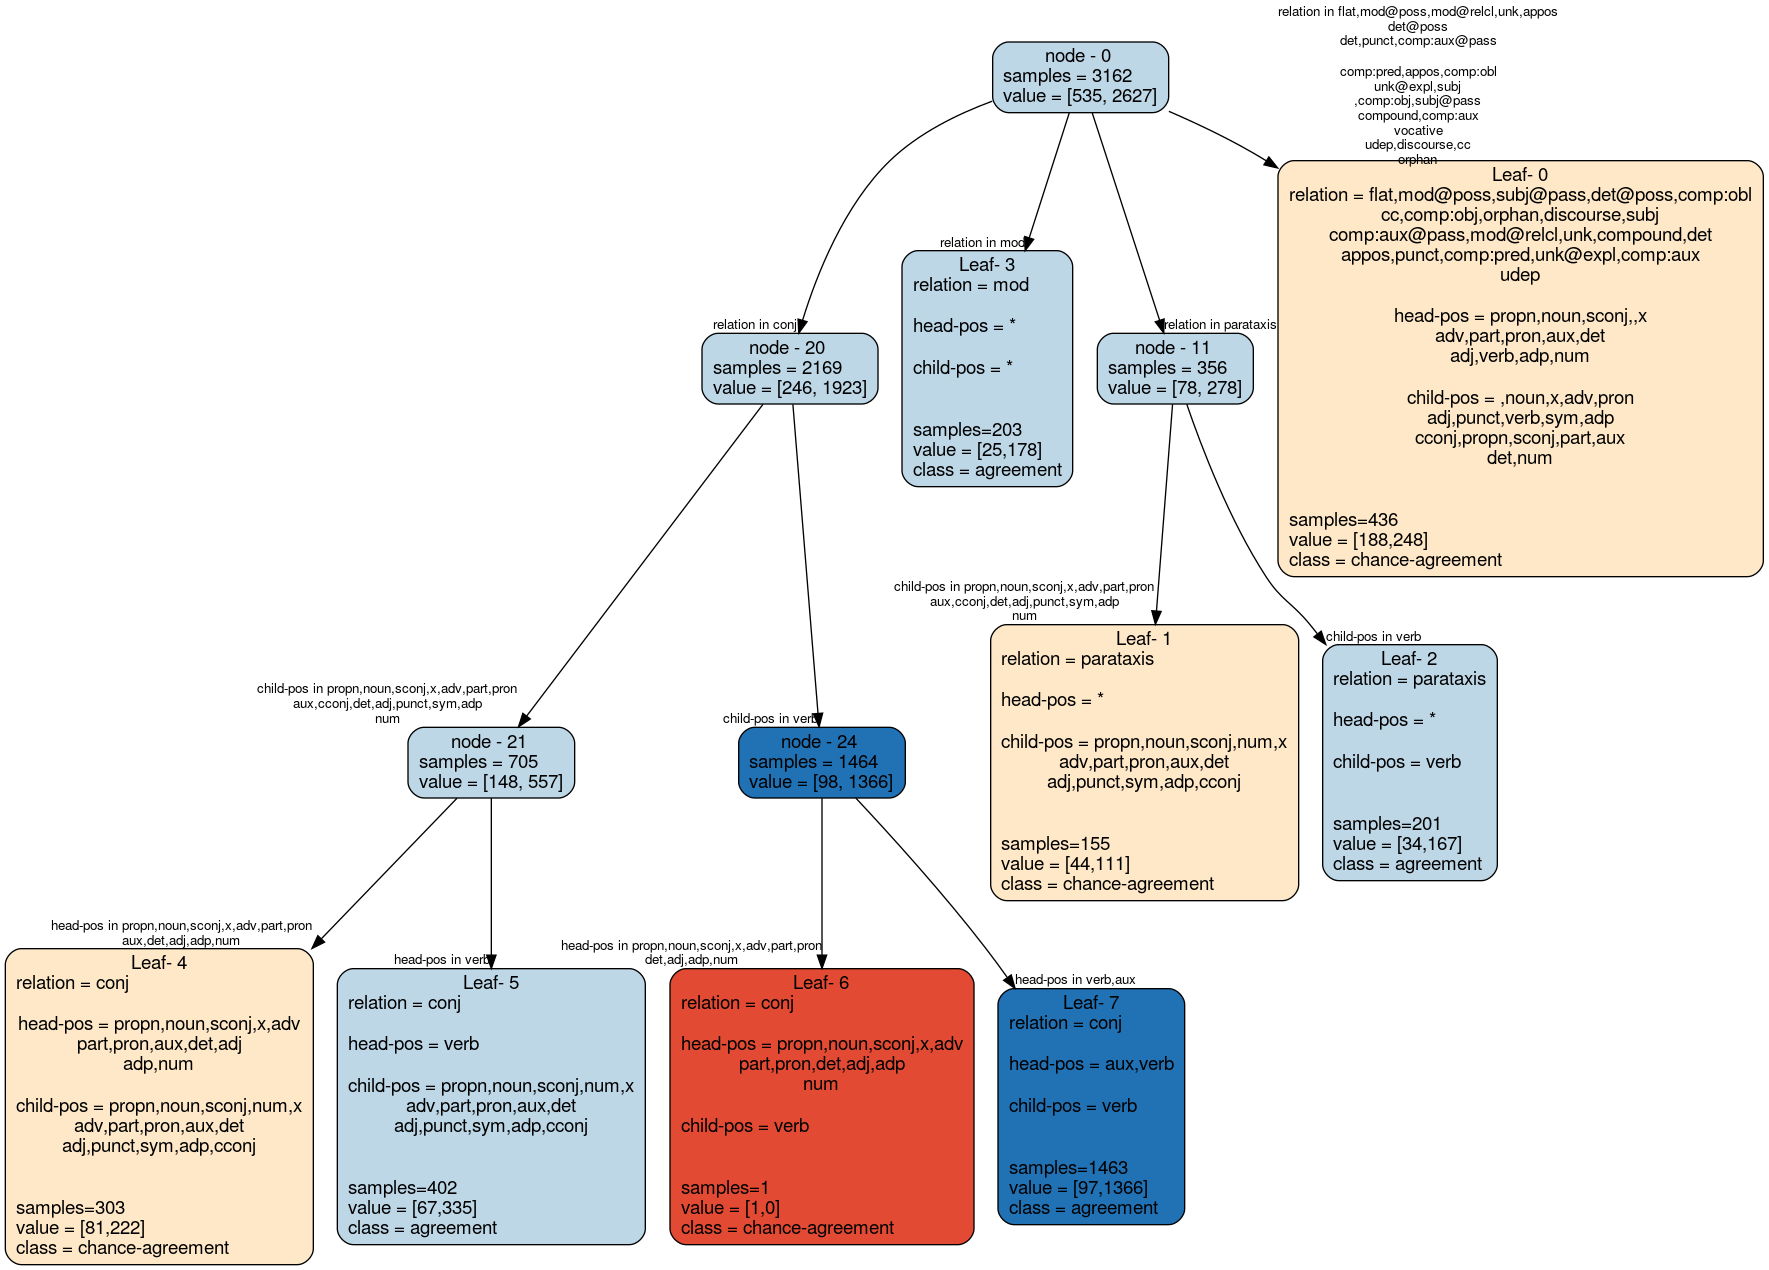 relation in flat,mod@poss,mod@relcl,unk,appos
det@poss
det,punct,comp:aux@pass
comp:pred,appos,comp:obl
unk@expl,subj
,comp:obj,subj@pass
compound,comp:aux
vocative
udep,discourse,cc
orphan
node - 0
samples = 3162
value = [535, 2627]
Leaf- 0
relation = flat,mod@poss,subj@pass,det@poss,comp:obl
cc,comp:obj,orphan,discourse,subj
comp:aux@pass,mod@relcl,unk,compound,det
appos,punct,comp:pred,unk@expl,comp:aux
udep
head-pos = propn,noun,sconj,,x
adv,part,pron,aux,det
adj,verb,adp,num
child-pos = ,noun,x,adv,pron
adj,punct,verb,sym,adp
cconj,propn,sconj,part,aux
det,num
samples=436
value = [188,248]
class = chance-agreement
relation in mod
Leaf- 3
relation = mod
head-pos = *
child-pos = *
samples=203
value = [25,178]
class = agreement
relation in conj
node - 20
samples = 2169
value = [246, 1923]
relation in parataxis
node - 11
samples = 356
value = [78, 278]
child-pos in propn,noun,sconj,x,adv,part,pron
aux,cconj,det,adj,punct,sym,adp
num
Leaf- 1
relation = parataxis
head-pos = *
child-pos = propn,noun,sconj,num,x
adv,part,pron,aux,det
adj,punct,sym,adp,cconj
samples=155
value = [44,111]
class = chance-agreement
child-pos in verb
Leaf- 2
relation = parataxis
head-pos = *
child-pos = verb
samples=201
value = [34,167]
class = agreement
child-pos in propn,noun,sconj,x,adv,part,pron
aux,cconj,det,adj,punct,sym,adp
num
node - 21
samples = 705
value = [148, 557]
child-pos in verb
node - 24
samples = 1464
value = [98, 1366]
head-pos in propn,noun,sconj,x,adv,part,pron
aux,det,adj,adp,num
Leaf- 4
relation = conj
head-pos = propn,noun,sconj,x,adv
part,pron,aux,det,adj
adp,num
child-pos = propn,noun,sconj,num,x
adv,part,pron,aux,det
adj,punct,sym,adp,cconj
samples=303
value = [81,222]
class = chance-agreement
head-pos in verb
Leaf- 5
relation = conj
head-pos = verb
child-pos = propn,noun,sconj,num,x
adv,part,pron,aux,det
adj,punct,sym,adp,cconj
samples=402
value = [67,335]
class = agreement
head-pos in propn,noun,sconj,x,adv,part,pron
det,adj,adp,num
Leaf- 6
relation = conj
head-pos = propn,noun,sconj,x,adv
part,pron,det,adj,adp
num
child-pos = verb
samples=1
value = [1,0]
class = chance-agreement
head-pos in verb,aux
Leaf- 7
relation = conj
head-pos = aux,verb
child-pos = verb
samples=1463
value = [97,1366]
class = agreement